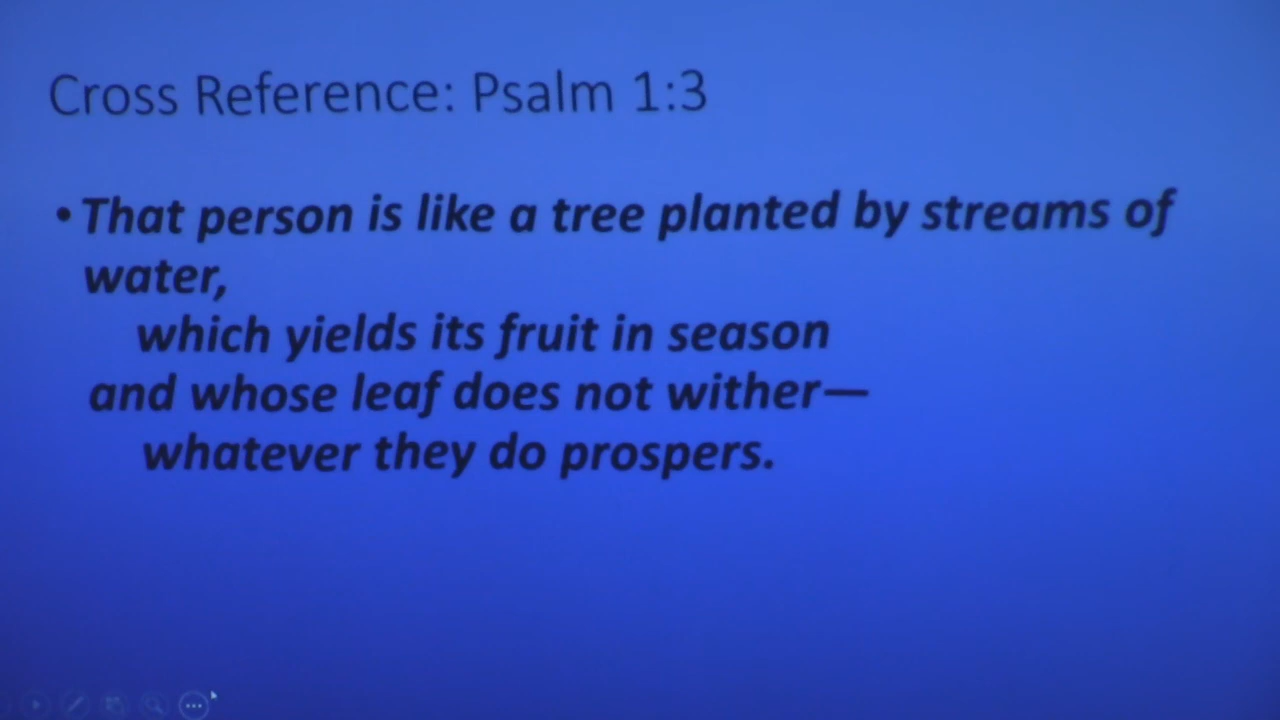 Cross Reference: Psalm 1:3
• That person is like a tree planted by streams of
water,
which yields its fruit in season
and whose leaf does not wither—
whatever they do prospers.